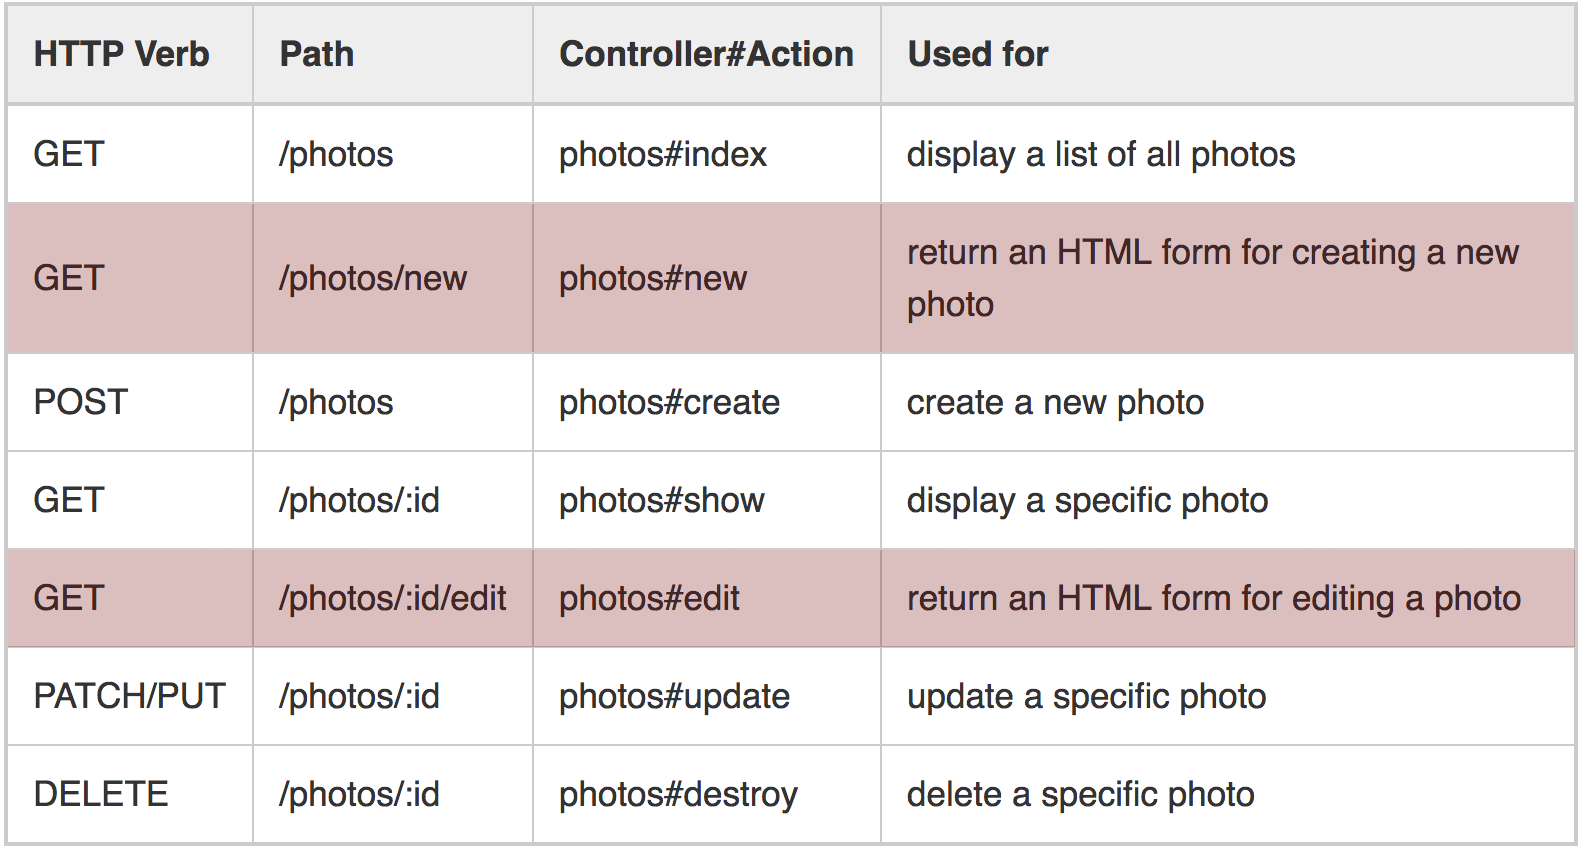 HTTP Verb Path Controller#Action Used for
GET /photos photos#index display a list of all photos
GET /photos/new photos#new return an HTML form for creating a new
photo
POST /photos photos#create create a new photo
GET /photos/:id photos#show display a specific photo
GET /photos/:id/edit photos#edit return an HTML form for editing a photo
PATCH/PUT /photos/:id photos#update update a specific photo
DELETE /photos/:id photos#destroy delete a specific photo